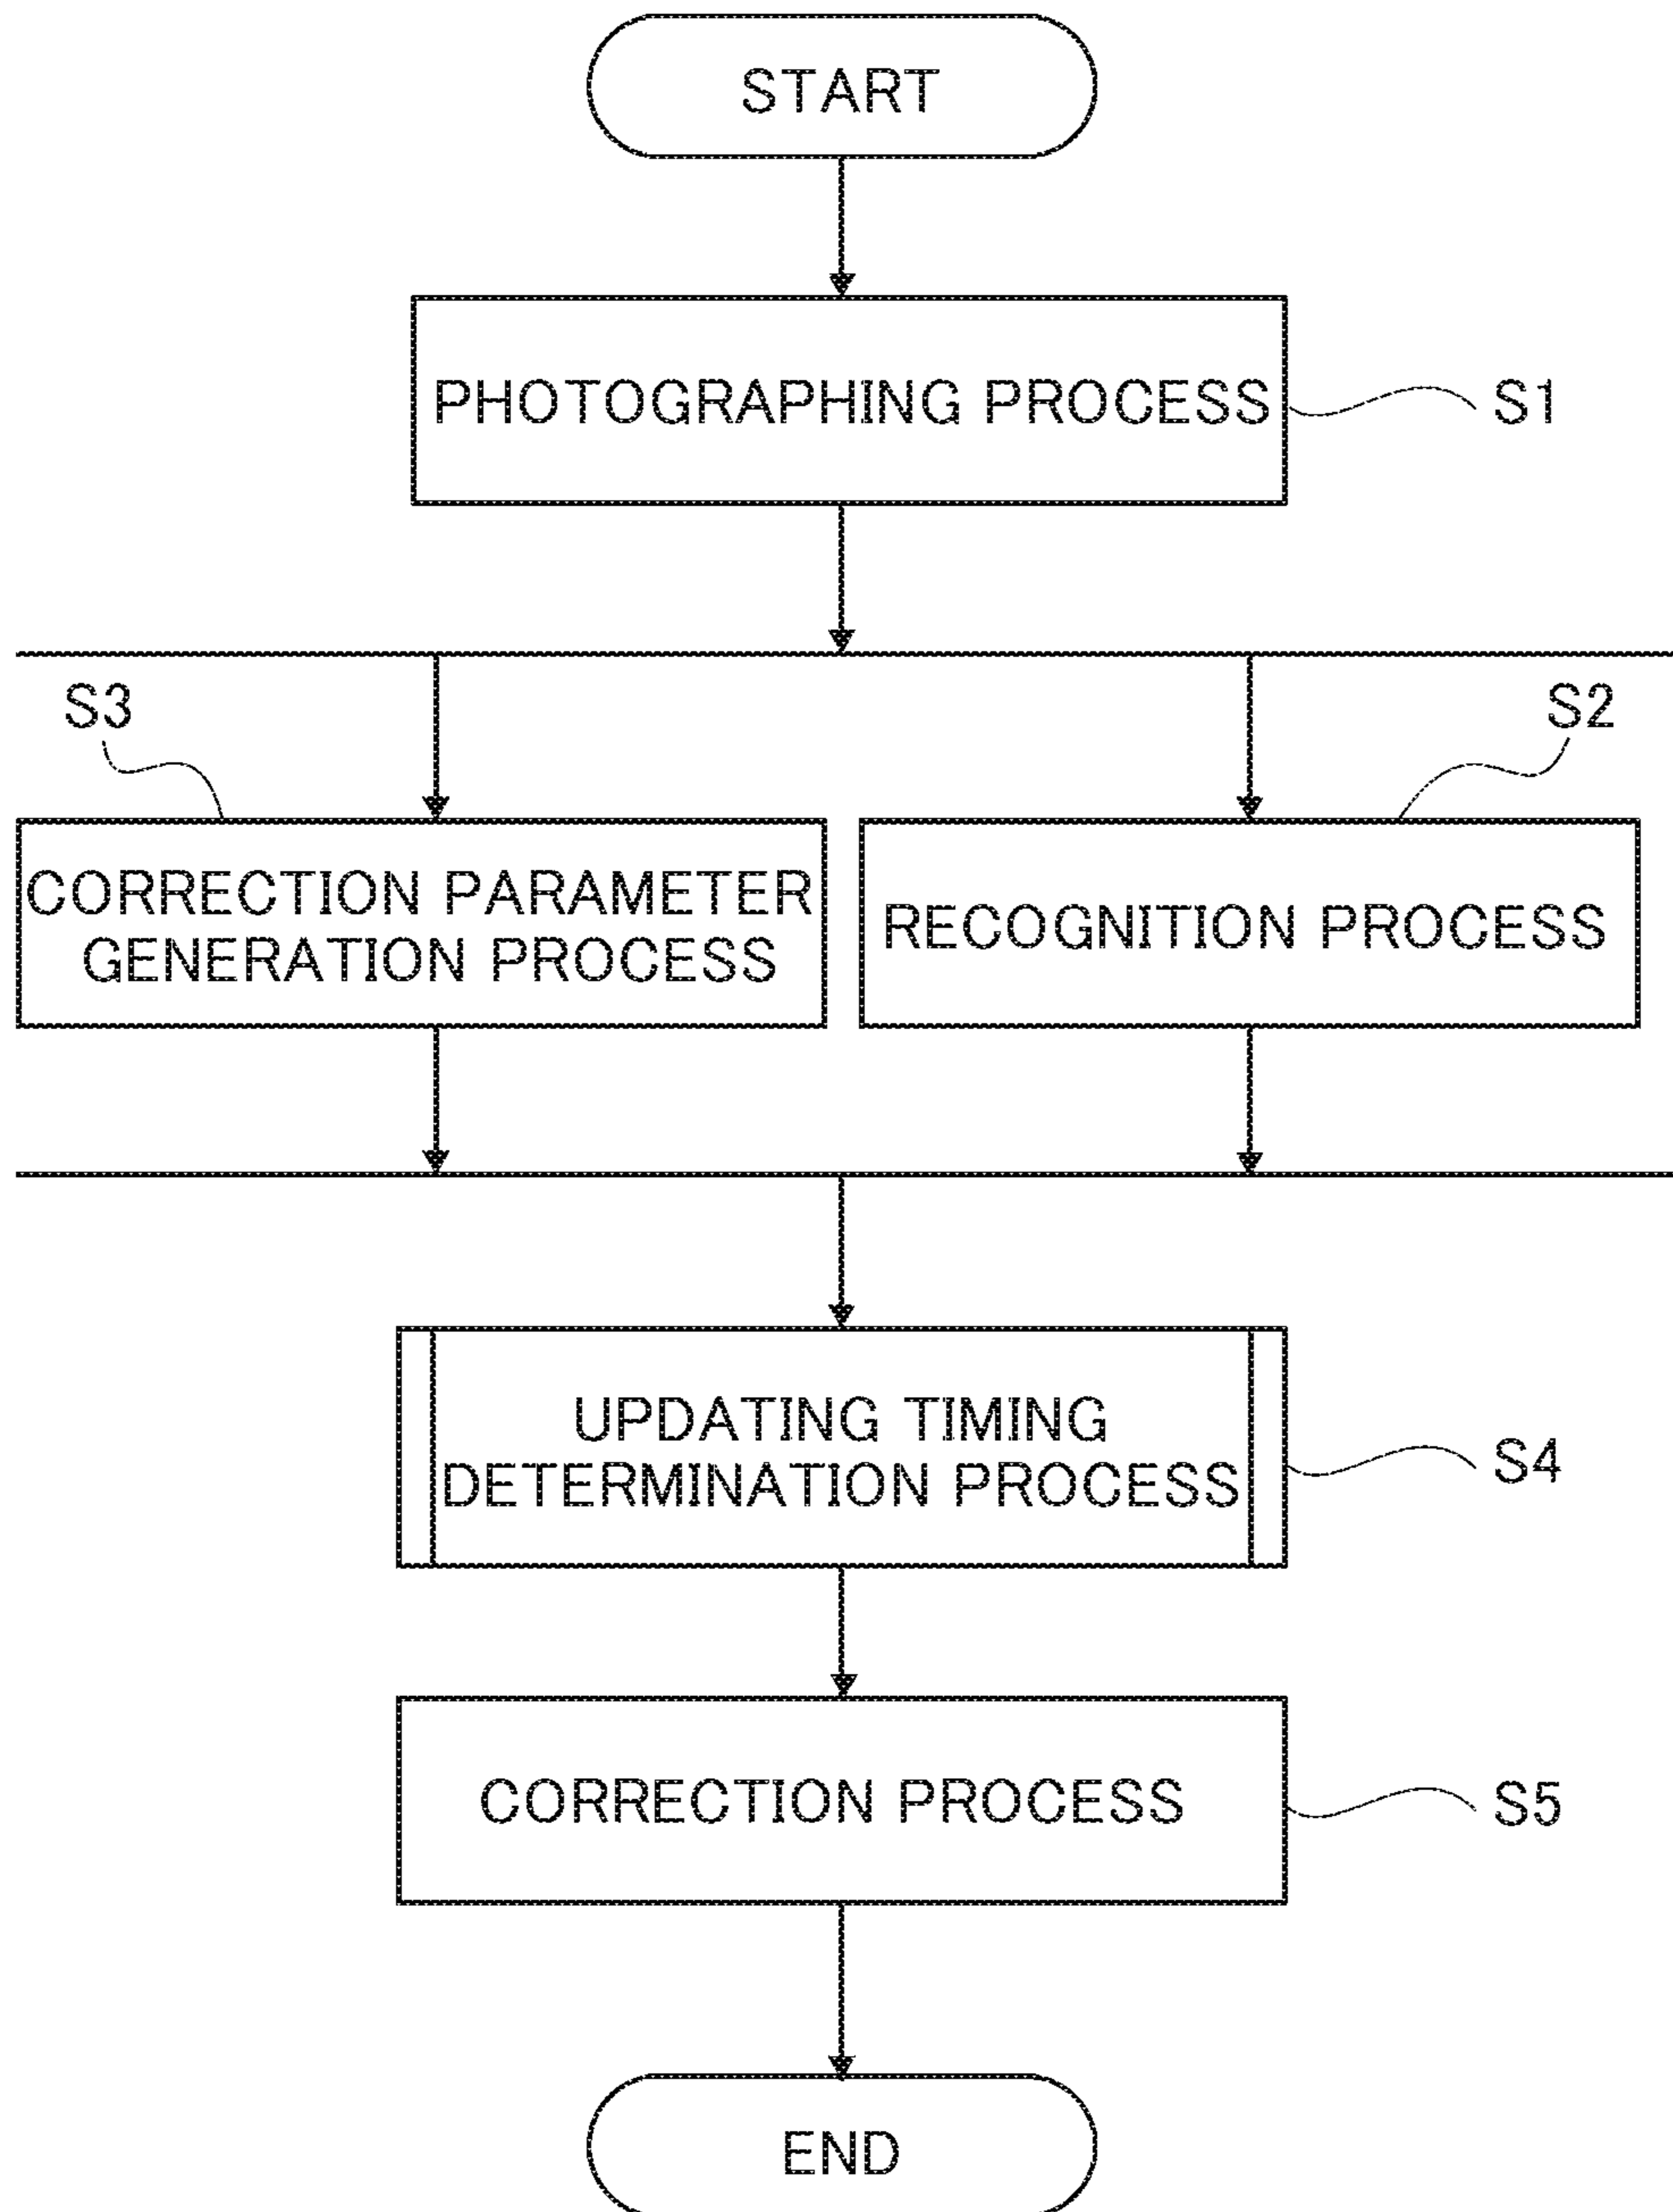 START
PHOTOGRAPHING PROCESS
S1
S3
S2
CORRECTION PARAMETER
GENERATION PROCESS
RECOGNITION PROCESS
UPDATING TIMING
DETERMINATION PROCESS
S4
CORRECTION PROCESS
S5
END